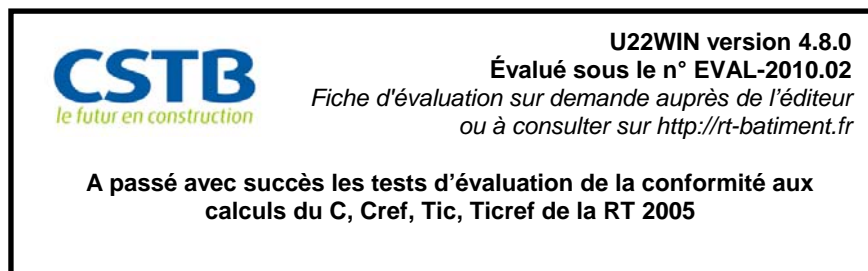 CSTB
le futur en construction
U22WIN version 4.8.0
Évalué sous le n° EVAL-2010.02
Fiche d'évaluation sur demande auprès de l’éditeur
ou à consulter sur http://rt-batiment.fr
A passé avec succès les tests d’évaluation de la conformité aux
calculs du C, Cref, Tic, Ticref de la RT 2005